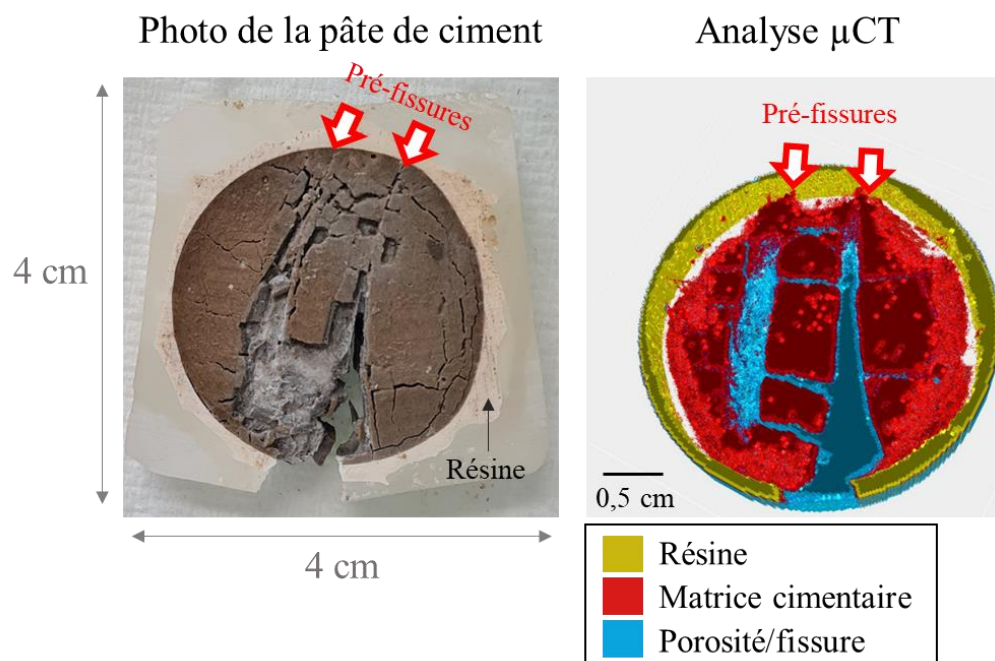 Photo de la pâte de ciment
Analyse µCT
Pré-fissures
Pré-fissures
4 cm
Résine
0,5 cm
4 cm
Résine
Matrice cimentaire
Porosité/fissure